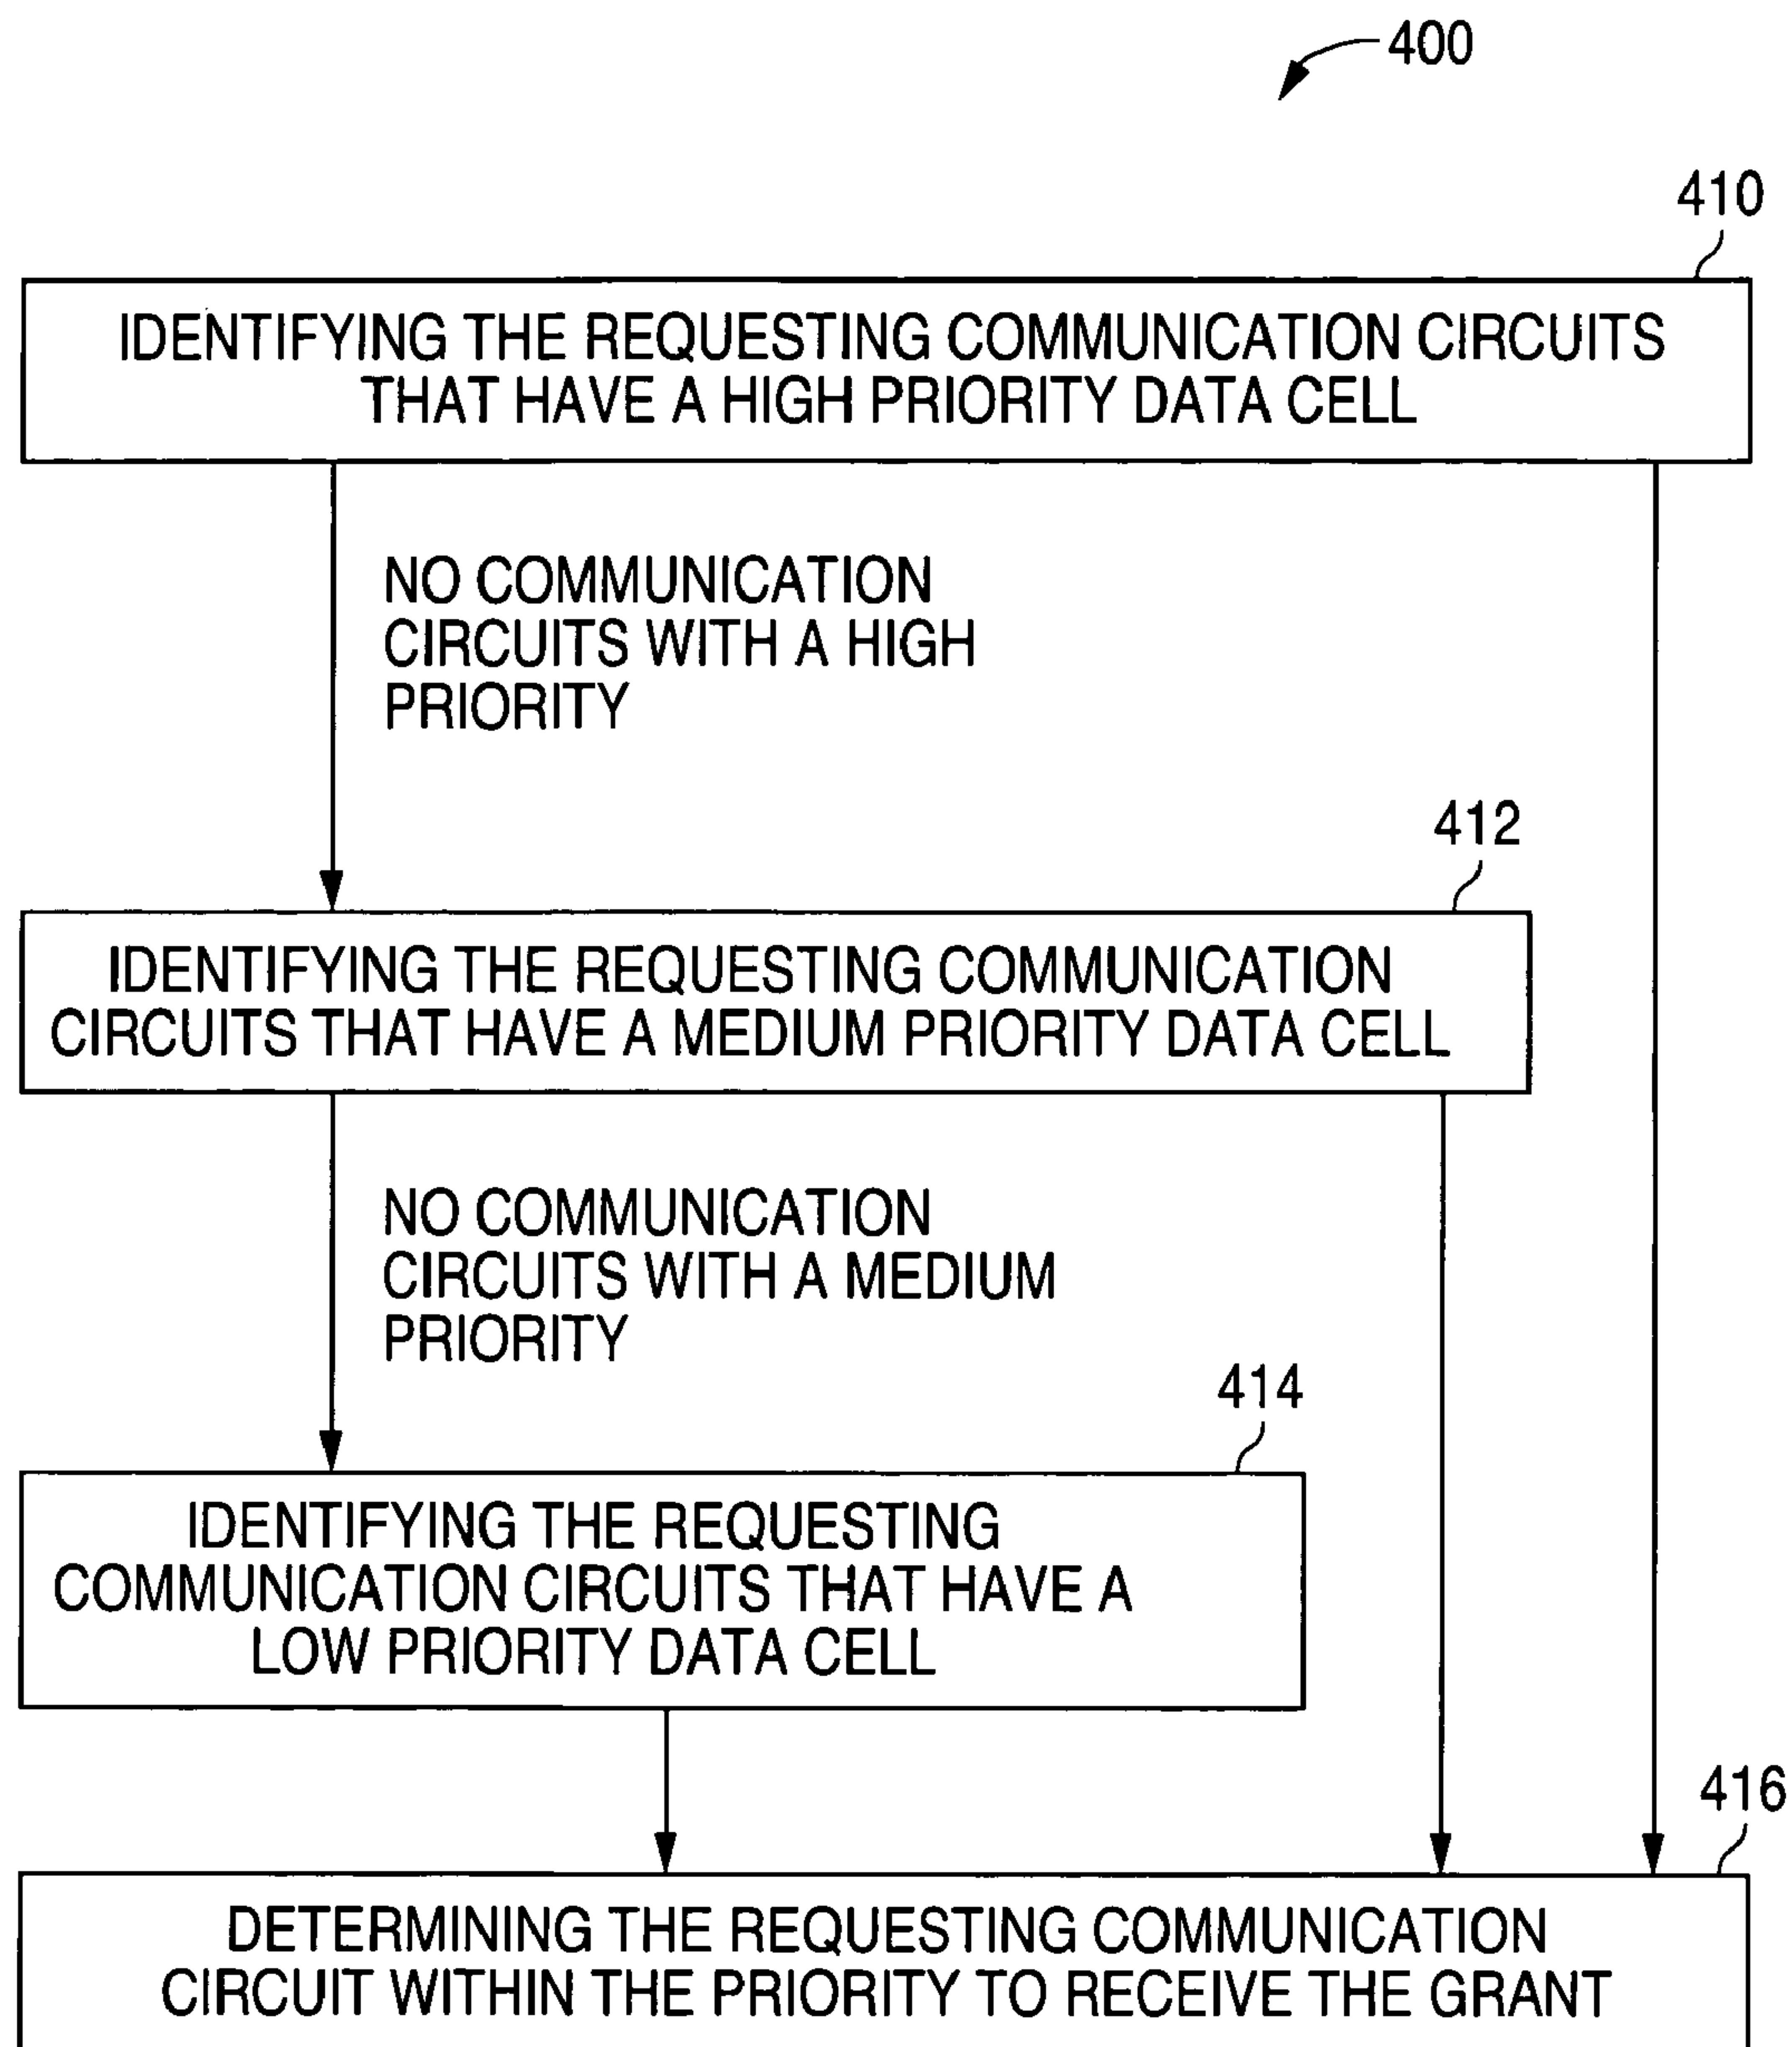 400
410
IDENTIFYING THE REQUESTING COMMUNICATION CIRCUITS
THAT HAVE A HIGH PRIORITY DATA CELL
NO COMMUNICATION
CIRCUITS WITH A HIGH
PRIORITY
412
IDENTIFYING THE REQUESTING COMMUNICATION
CIRCUITS THAT HAVE A MEDIUM PRIORITY DATA CELL
NO COMMUNICATION
CIRCUITS WITH A MEDIUM
PRIORITY
414
IDENTIFYING THE REQUESTING
COMMUNICATION CIRCUITS THAT HAVE A
LOW PRIORITY DATA CELL
416
DETERMINING THE REQUESTING COMMUNICATION
CIRCUIT WITHIN THE PRIORITY TO RECEIVE THE GRANT